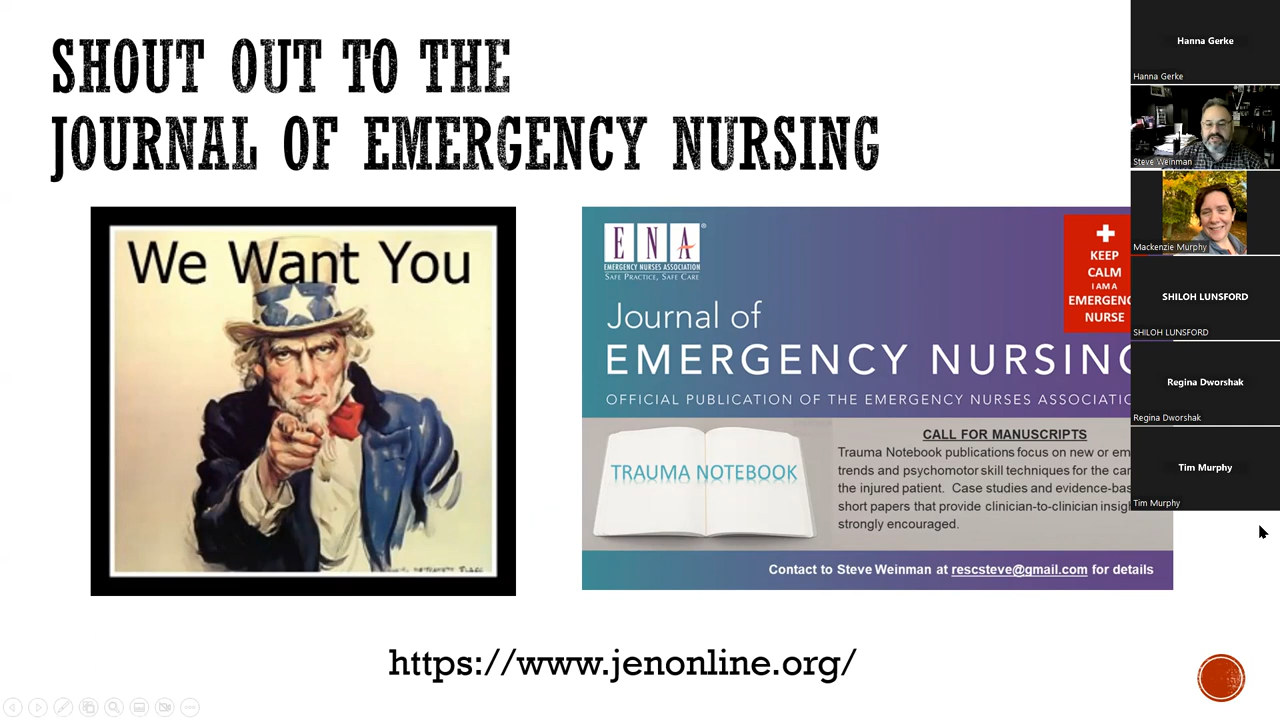 SHOUT OUT TO THE
JOURNAL OF EMERGENCY NURSING
We Want You
ENA®
EMERGENCY NURSES ASSOCIATION
SAFE PRACTICE, SAFE CARE
KEEP
CALM
I AM A
EMERGENC
NURSE
Journal of
EMERGENCY NURSING
OFFICIAL PUBLICATION OF THE EMERGENCY NURSES ASSOCIATIO
TRAUMA NOTEBOOK
CALL FOR MANUSCRIPTS
Trauma Notebook publications focus on new or em
trends and psychomotor skill techniques for the car
the injured patient. Case studies and evidence-bas
short papers that provide clinician-to-clinician insig
strongly encouraged.
Contact to Steve Weinman at rescsteve@gmail.com for details
https://www.jenonline.org/
Hanna Gerke
Hanna Gerke
Steve Weinman
Mackenzie Murphy
SHILOH LUNSFORD
SHILOH LUNSFORD
Regina Dworshak
Regina Dworshak
Tim Murphy
Tim Murphy